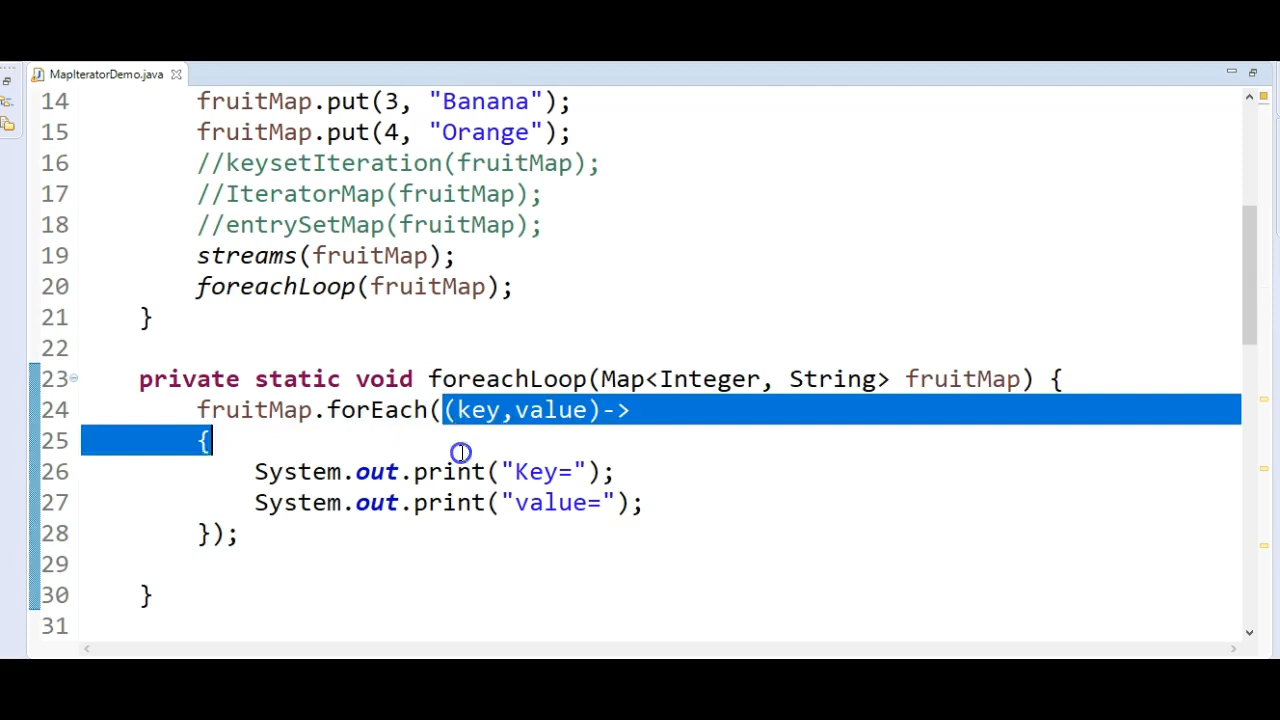 MapIteratorDemo.java
14 fruitMap.put(3, "Banana");
15 fruitMap.put(4, "Orange");
16 //keysetIteration(fruitMap);
17 //IteratorMap(fruitMap);
18 //entrySetMap(fruitMap);
19 streams(fruitMap);
20 foreachLoop(fruitMap);
21 }
22
23 private static void foreachLoop(Map<Integer, String> fruitMap) {
24 fruitMap.forEach((key,value)->
25 {
26 System.out.print("Key=");
27 System.out.print("value=");
28 });
29
30 }
31